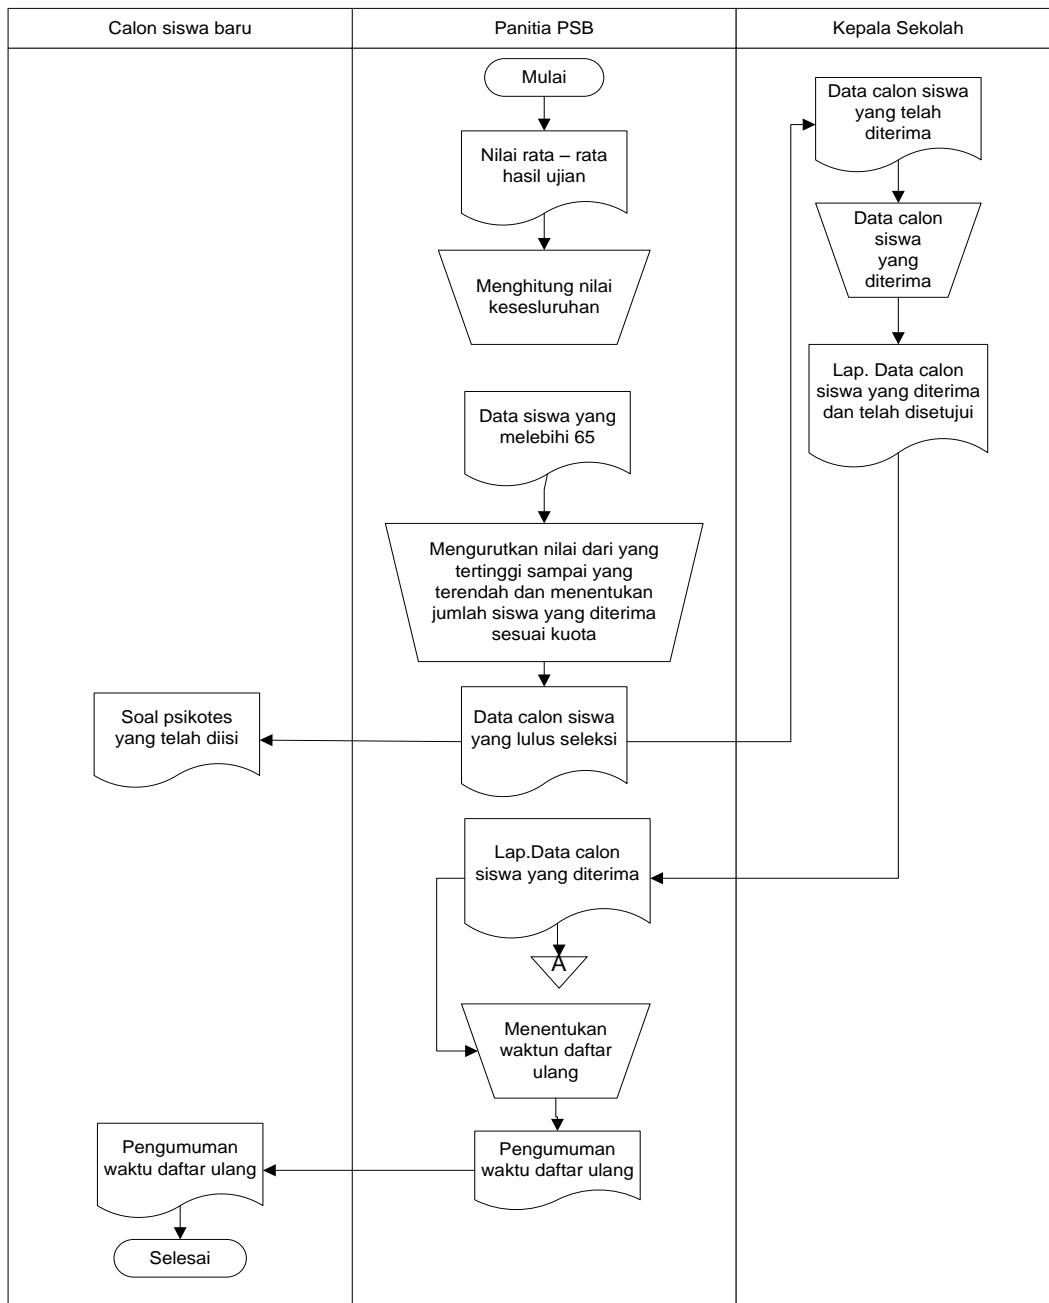 Calon siswa baru
Panitia PSB
Kepala Sekolah
Mulai
Nilai rata – rata
hasil ujian
Menghitung nilai
kesesluruhan
Data siswa yang
melebihi 65
Mengurutkan nilai dari yang
tertinggi sampai yang
terendah dan menentukan
jumlah siswa yang diterima
sesuai kuota
Data calon siswa
yang lulus seleksi
Soal psikotes
yang telah diisi
Data calon siswa
yang telah
diterima
Data calon
siswa
yang
diterima
Lap. Data calon
siswa yang diterima
dan telah disetujui
Lap.Data calon
siswa yang diterima
A
Menentukan
waktun daftar
ulang
Pengumuman
waktu daftar ulang
Pengumuman
waktu daftar ulang
Selesai